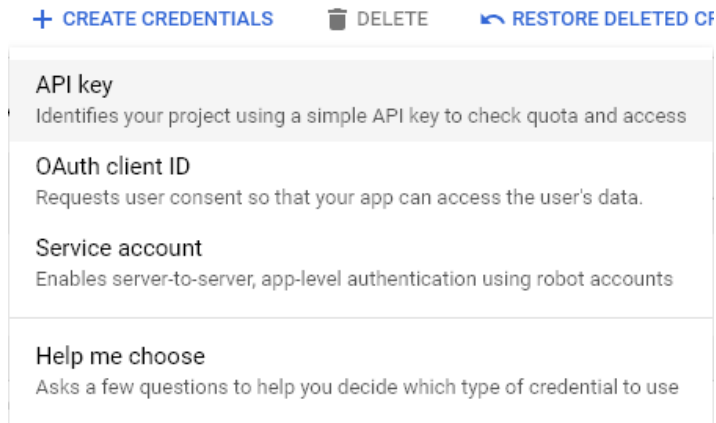 + CREATE CREDENTIALS DELETE RESTORE DELETED
API key
Identifies your project using a simple API key to check quota and access
OAuth client ID
Requests user consent so that your app can access the user's data.
Service account
Enables server-to-server, app-level authentication using robot accounts
Help me choose
Asks a few questions to help you decide which type of credential to use